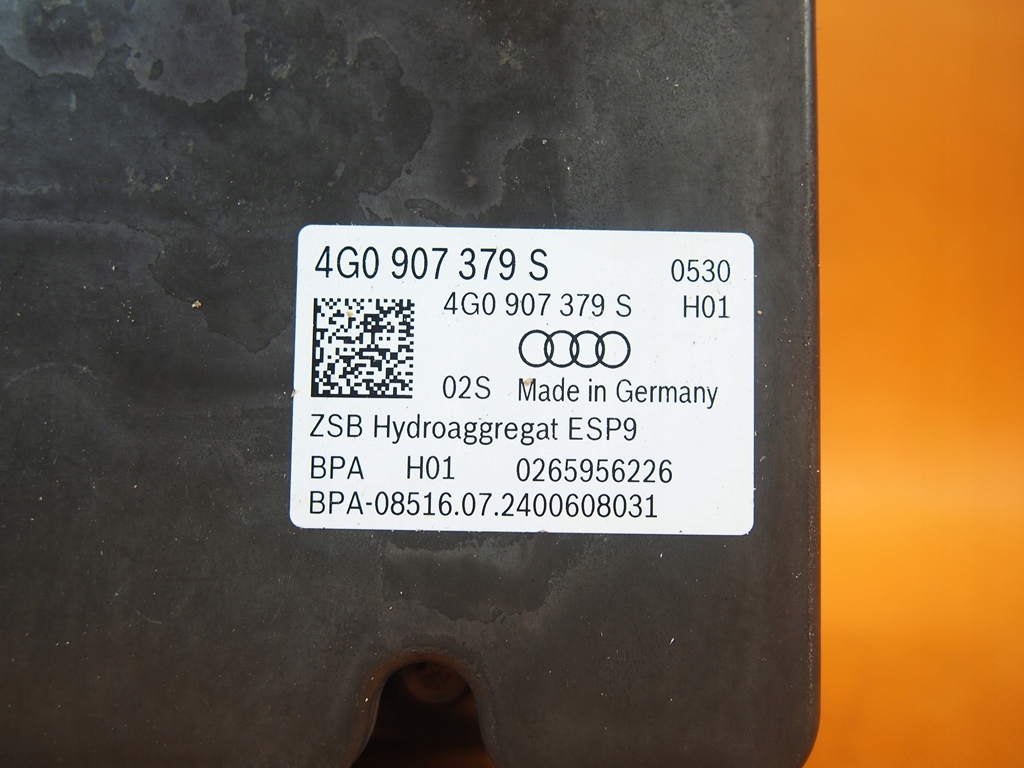 4G0 907 379 S 0530
4G0 907 379 S H01
02S Made in Germany
ZSB Hydroaggregat ESP9
BPA H01 0265956226
BPA-08516.07.2400608031